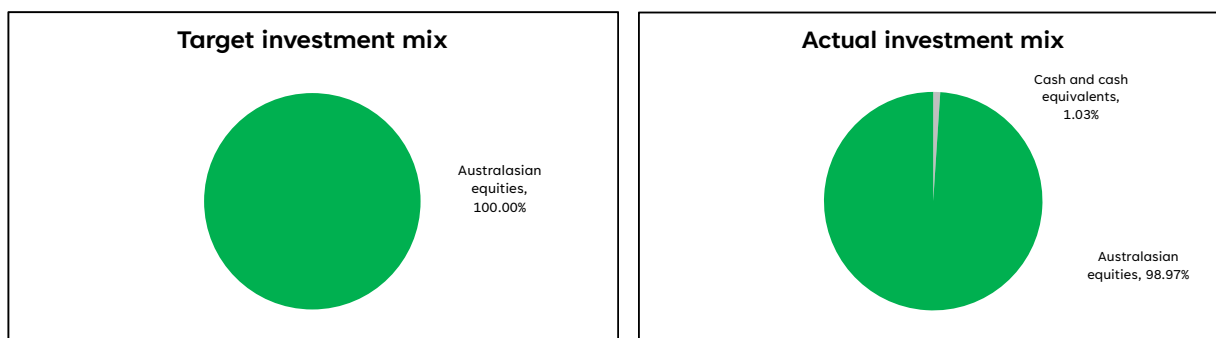 Target investment mix
Australasian
equities,
100.00%
Actual investment mix
Cash and cash
equivalents,
1.03%
Australasian
equities, 98.97%